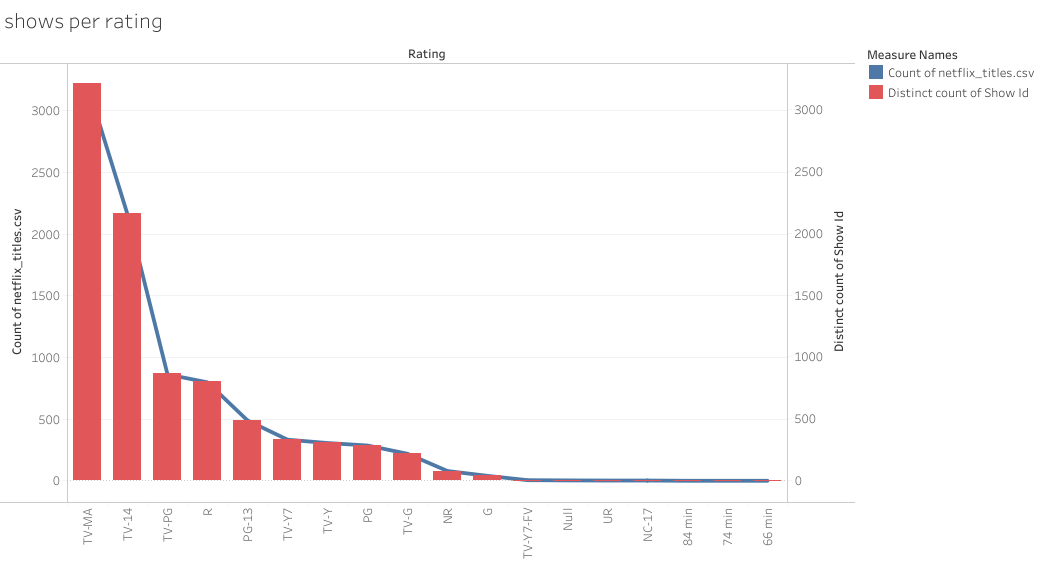 shows per rating
Rating
Measure Names
Count of netflix_titles.csv
Distinct count of Show Id
Count of netflix_titles.csv
3000
2500
2000
1500
1000
500
0
3000
2500
2000
1500
1000
500
0
Distinct count of Show Id
TV-MA
TV-14
TV-PG
R
PG-13
TV-Y7
TV-Y
PG
TV-G
NR
G
TV-Y7-FV
Null
UR
NC-17
84 min
74 min
66 min